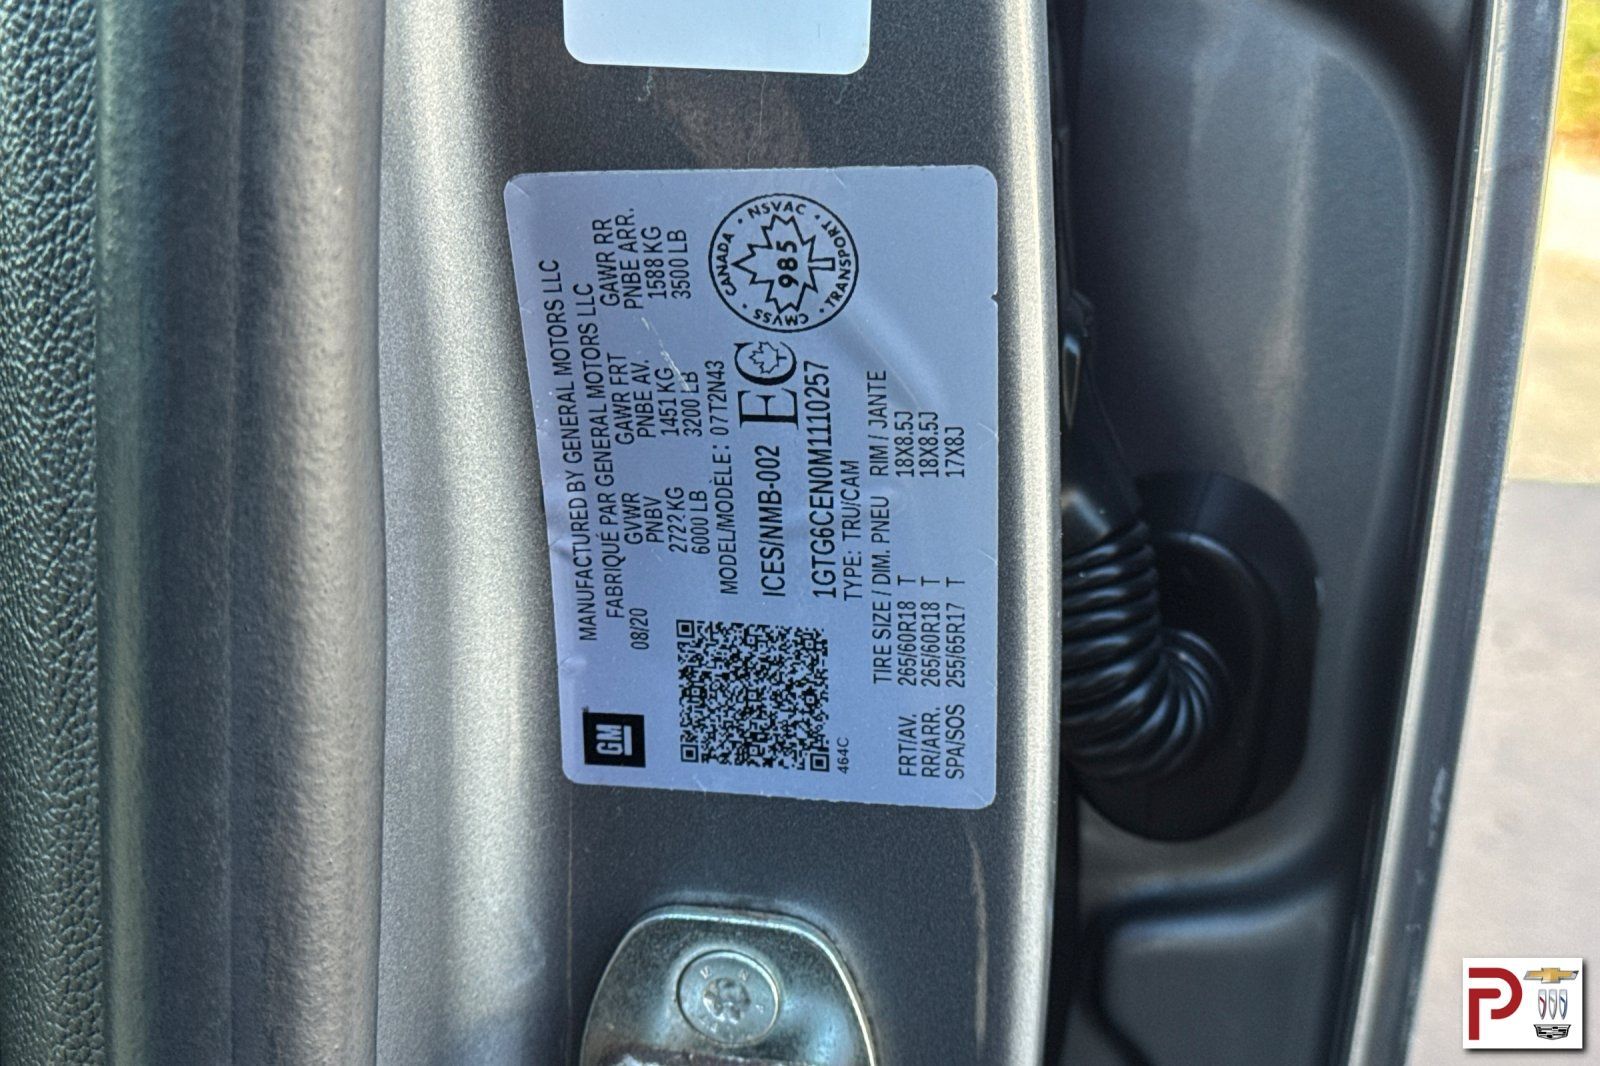 MANUFACTURED BY GENERAL MOTORS LLC
FABRIQUÉ PAR GENERAL MOTORS LLC
08/20 GVWR GAWR FRT GAWR RR
PNBV PNBE AV. PNBE ARR.
2722KG 1451 KG 1588 KG
6000 LB 3200 LB 3500 LB
GM
MODEL/MODÈLE: 07T2N43
ICES/NMB-002 EC
CANADA · NSVAC · TRANSPORT · CMVSS ·
985
1GTG6CEN0M1110257
464C TYPE: TRU/CAM
TIRE SIZE / DIM. PNEU RIM / JANTE
FRT/AV. 265/60R18 T 18X8.5J
RR/ARR. 265/60R18 T 18X8.5J
SPA/SOS 255/65R17 T 17X8J
P